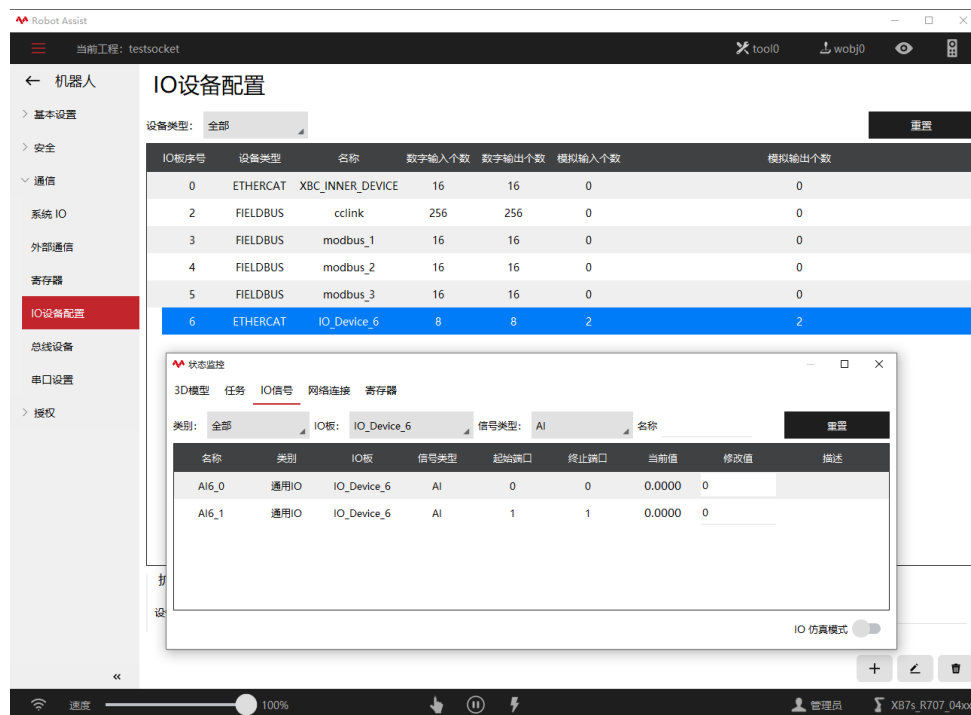 Robot Assist
当前工程: testsocket
tool0
wobj0
机器人
基本设置
安全
通信
系统 IO
外部通信
寄存器
IO设备配置
总线设备
串口设置
授权
«
IO设备配置
设备类型: 全部
重置
IO板序号 设备类型 名称 数字输入个数 数字输出个数 模拟输入个数 模拟输出个数
0 ETHERCAT XBC_INNER_DEVICE 16 16 0 0
2 FIELDBUS cclink 256 256 0 0
3 FIELDBUS modbus_1 16 16 0 0
4 FIELDBUS modbus_2 16 16 0 0
5 FIELDBUS modbus_3 16 16 0 0
6 ETHERCAT IO_Device_6 8 8 2 2
状态监控
3D模型 任务 IO信号 网络连接 寄存器
类别: 全部 IO板: IO_Device_6 信号类型: AI 名称 重置
名称 类别 IO板 信号类型 起始端口 终止端口 当前值 修改值 描述
AI6_0 通用IO IO_Device_6 AI 0 0 0.0000 0
AI6_1 通用IO IO_Device_6 AI 1 1 0.0000 0
IO 仿真模式
速度 100%
管理员
XB7s_R707_04xx